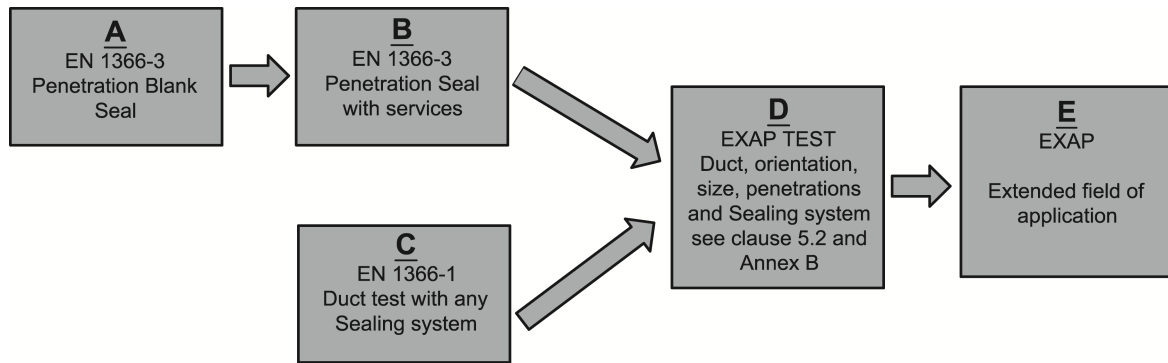 A
EN 1366-3
Penetration Blank
Seal
B
EN 1366-3
Penetration Seal
with services
C
EN 1366-1
Duct test with any
Sealing system
D
EXAP TEST
Duct, orientation,
size, penetrations
and Sealing system
see clause 5.2 and
Annex B
E
EXAP
Extended field of
application